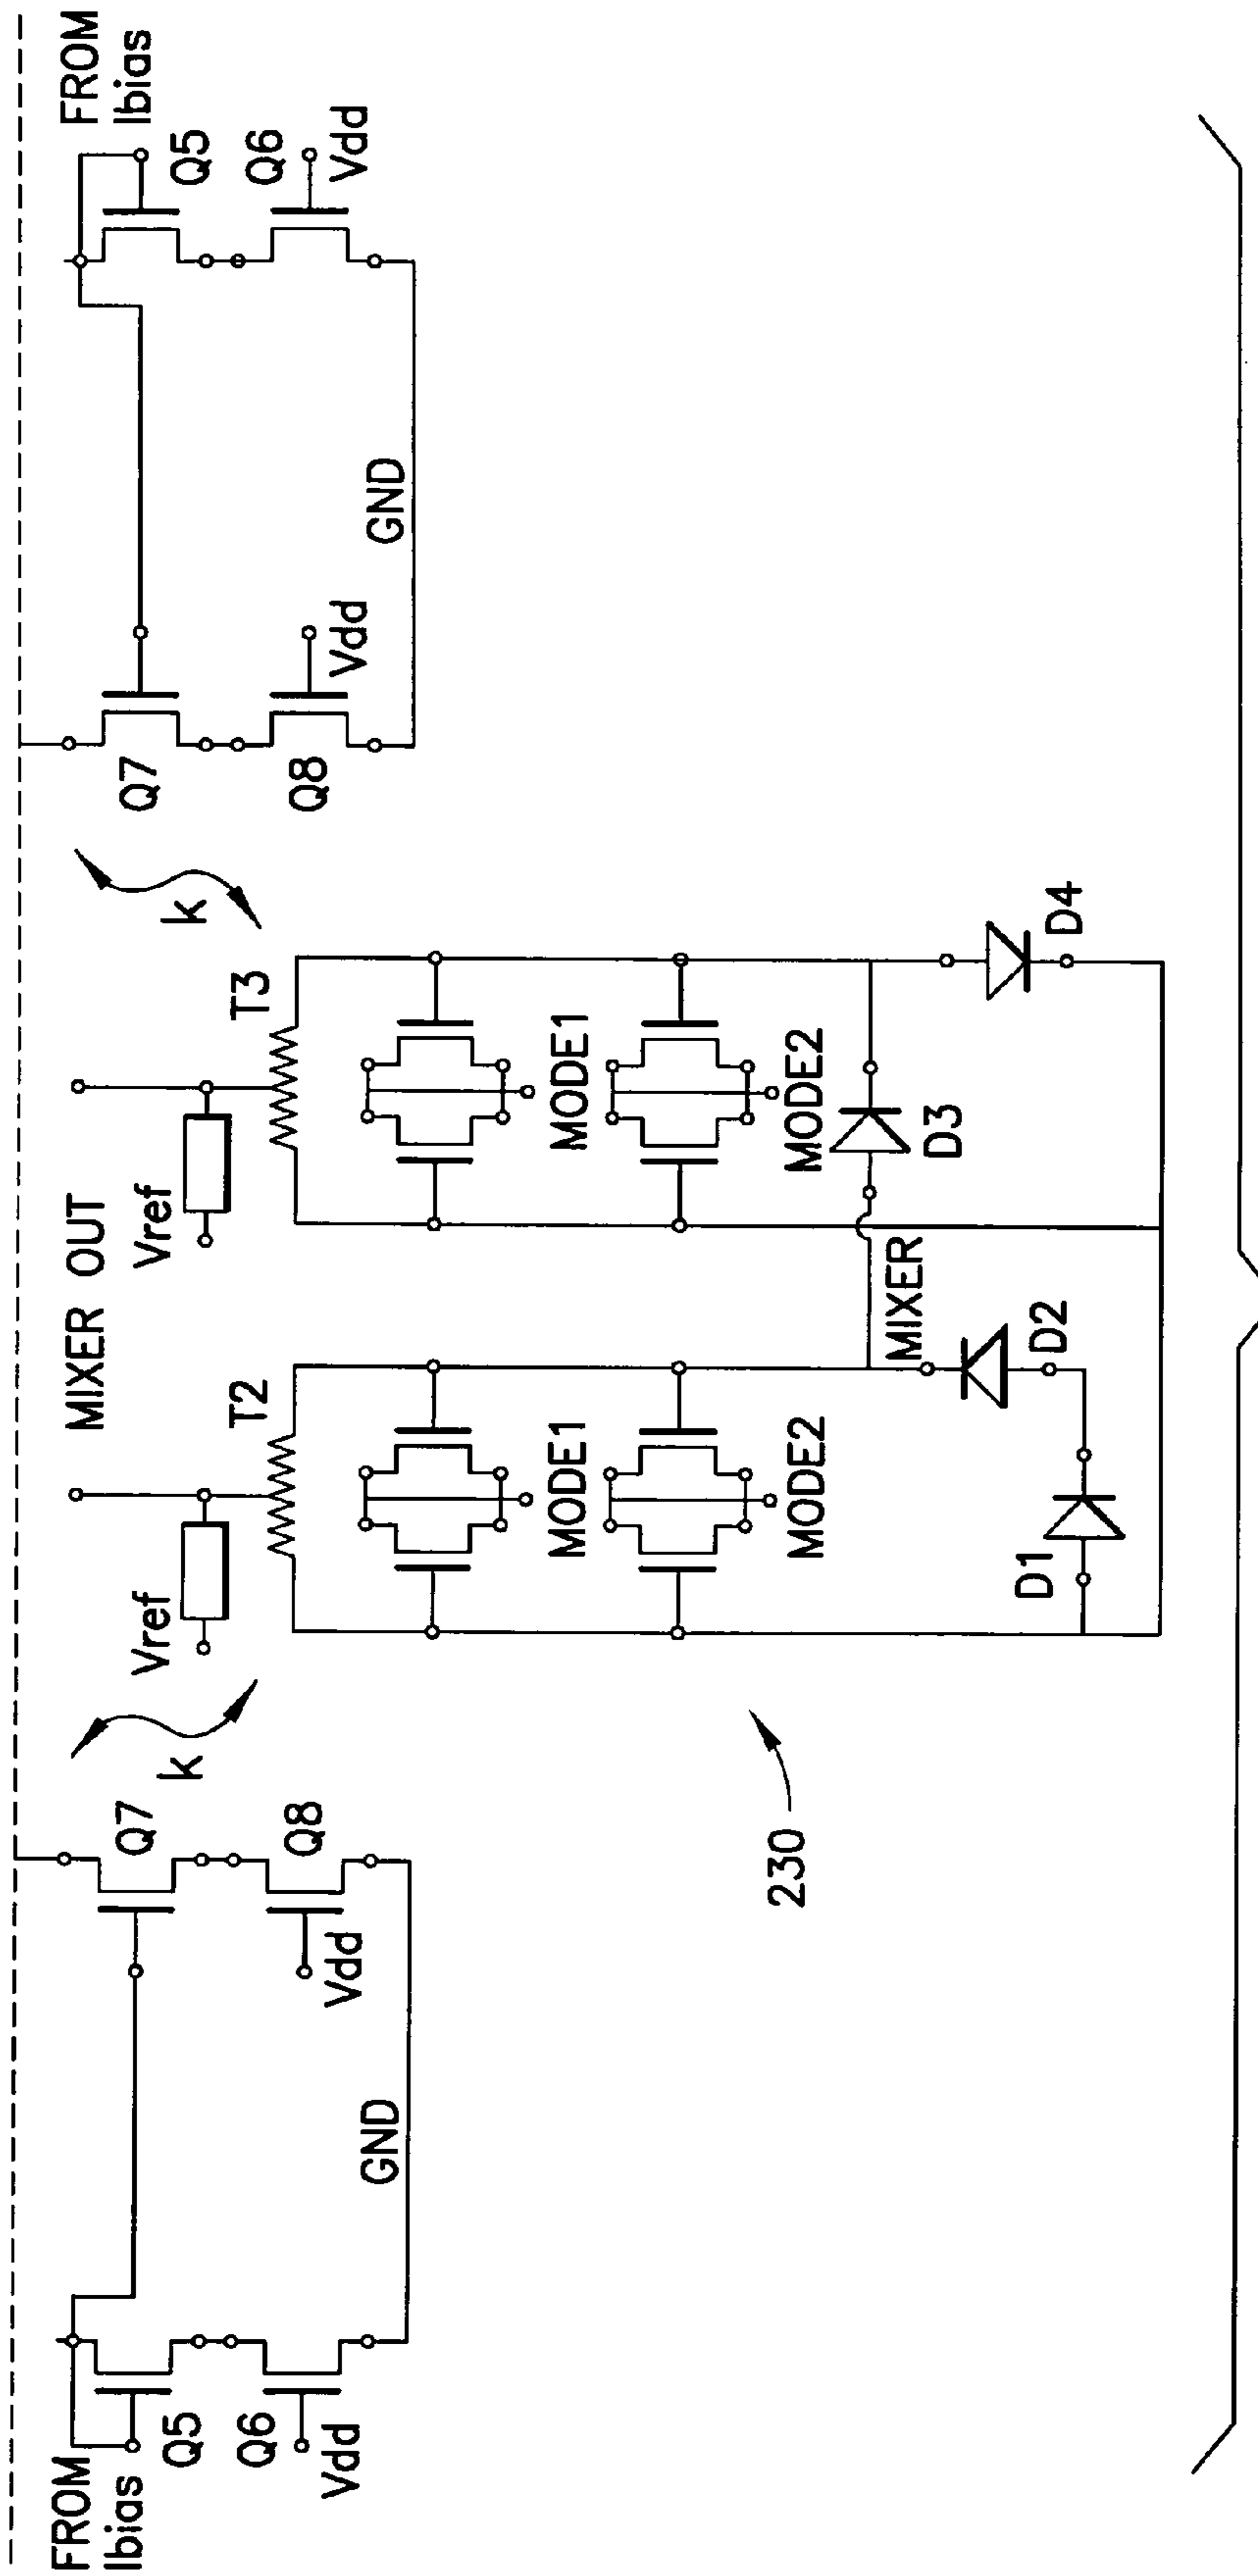 FROM
Ibias
Q5
Q6
Vdd
GND
Q7
Q8
Vdd
k
MIXER OUT
Vref
T2
MODE1
MODE2
D1
D2
MIXER
Vref
T3
MODE1
MODE2
D3
D4
k
Q7
Q8
Vdd
GND
FROM
Ibias
Q5
Q6
Vdd
230